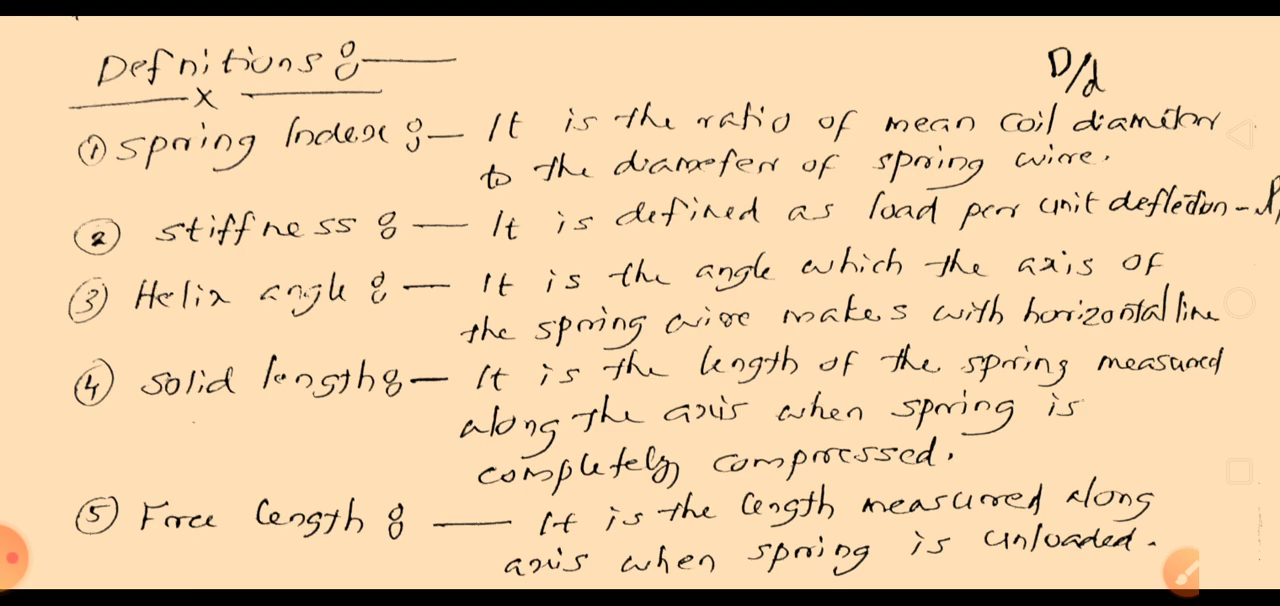 Defnitions :—
D/d
① Spring Index :— It is the ratio of mean coil diameter
to the diameter of spring wire.
② stiffness :— It is defined as load per unit defletion -
③ Helix angle :— It is the angle which the axis of
the spring wire makes with horrizontal line
④ Solid length :— It is the length of the spring measured
along the axis when spring is
completely compressed.
⑤ Free length :— It is the length measured along
axis when spring is unloaded.